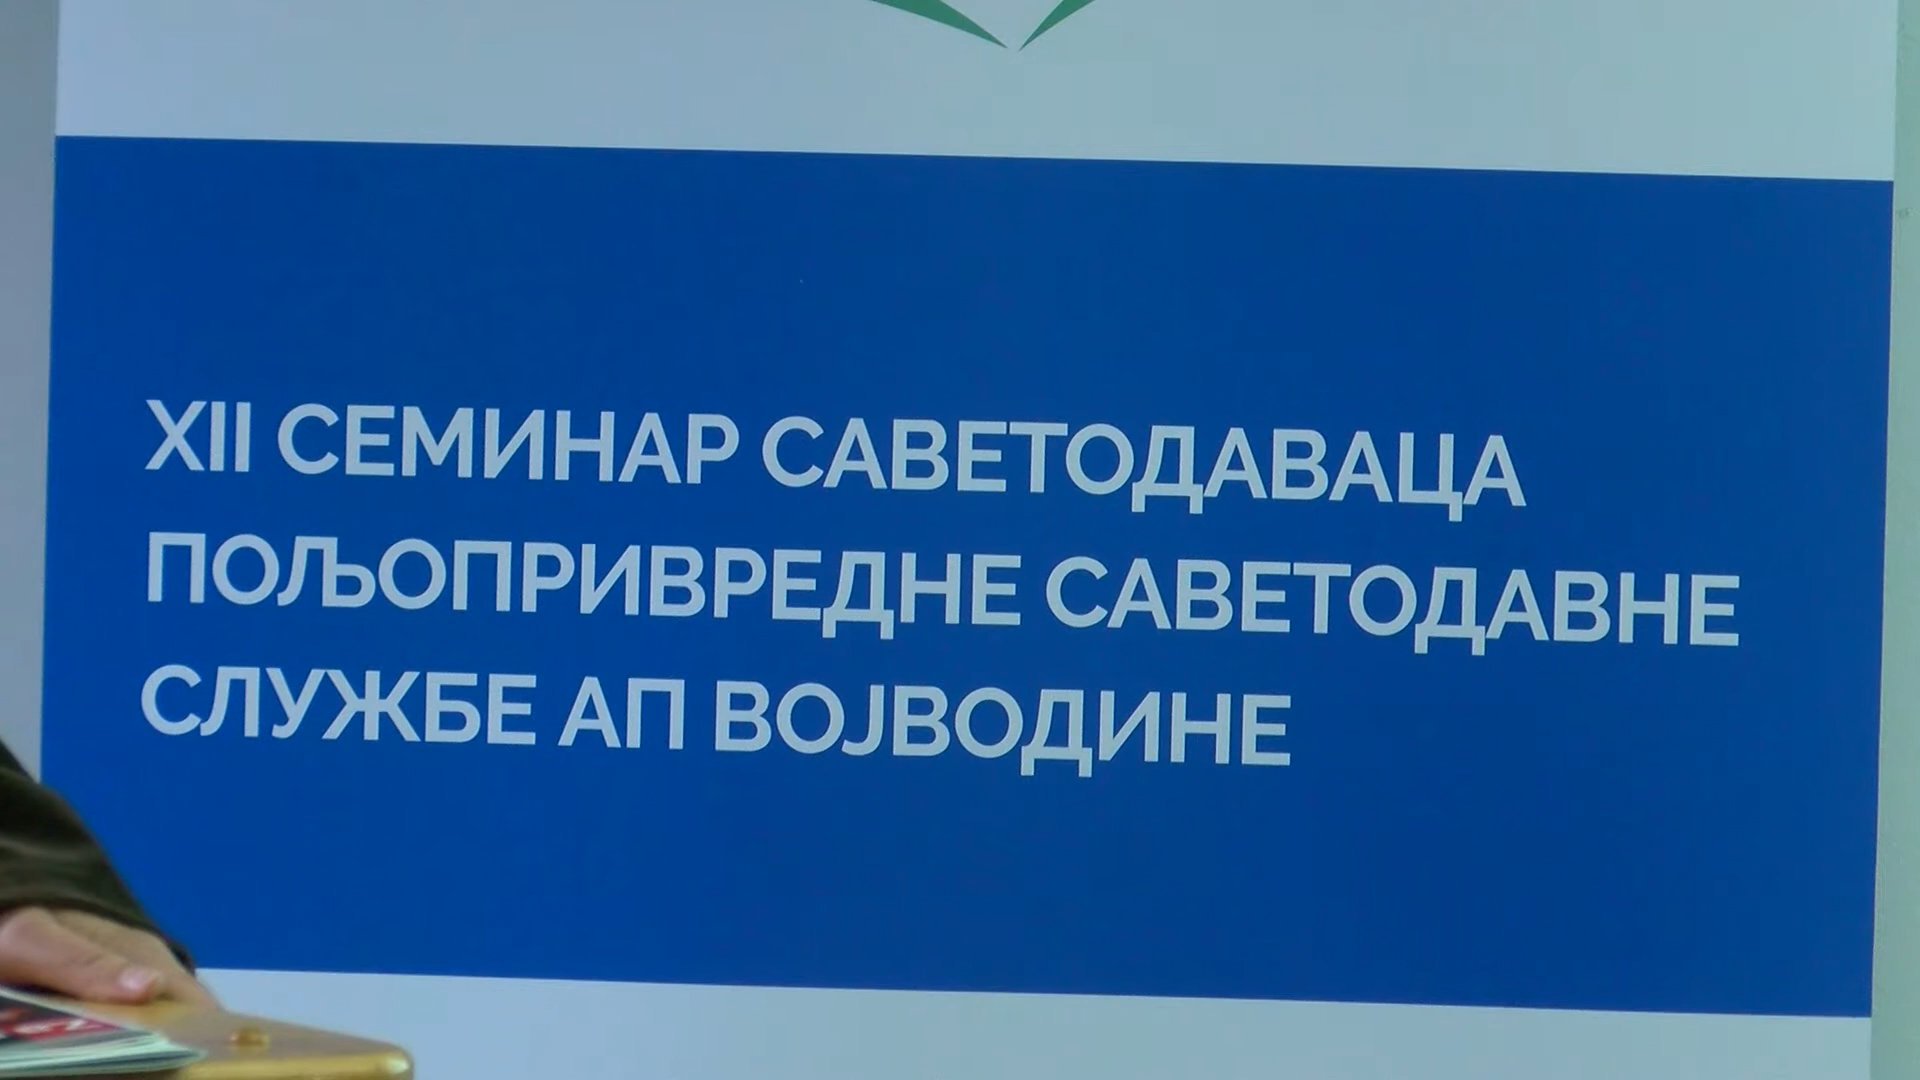 XII СЕМИНАР САВЕТОДАВАЦА
ПОЉОПРИВРЕДНЕ САВЕТОДАВНЕ
СЛУЖБЕ АП ВОЈВОДИНЕ